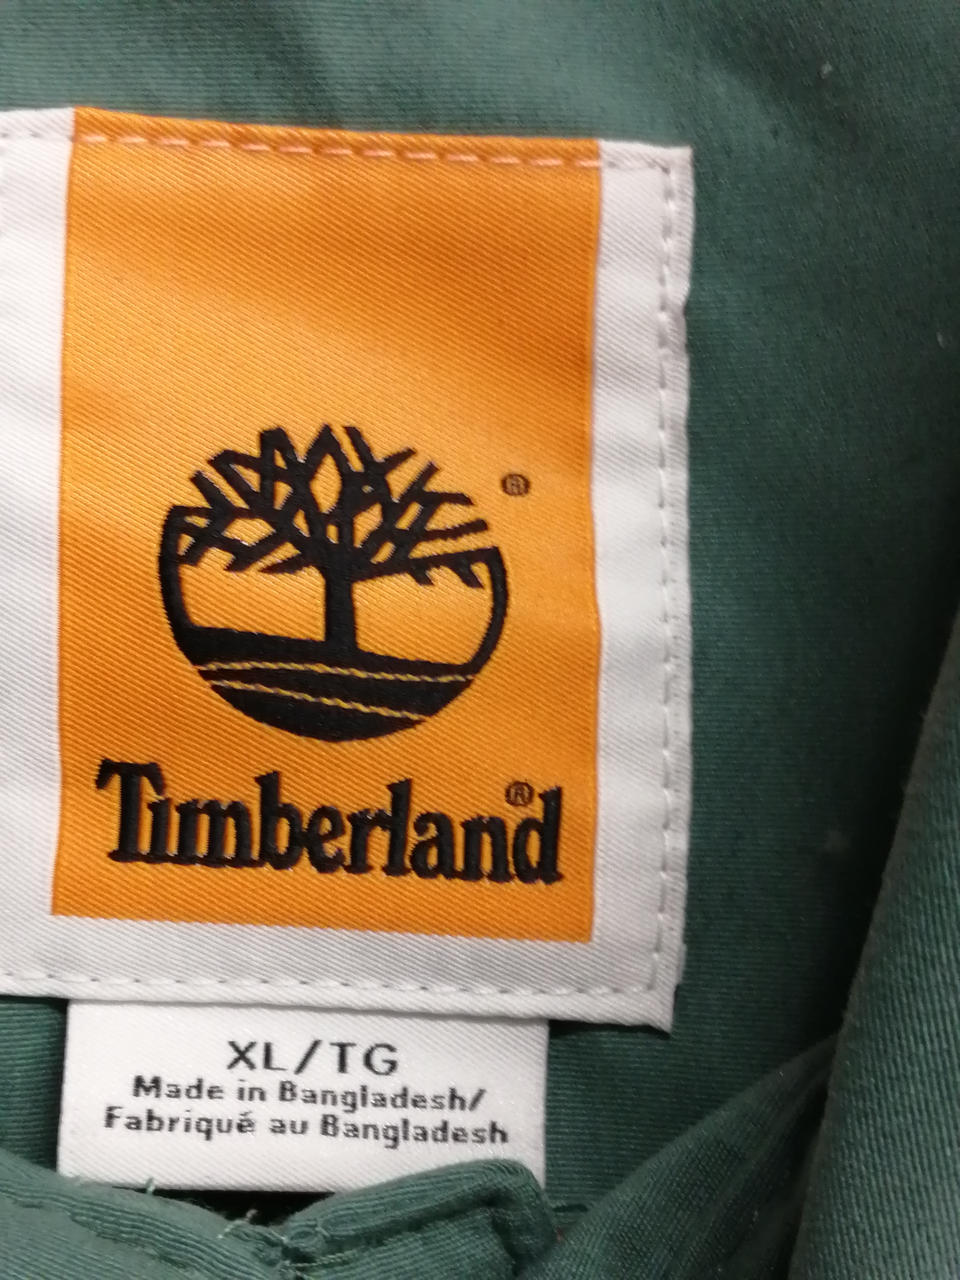 ®
Timberland®
XL/TG
Made in Bangladesh/
Fabriqué au Bangladesh